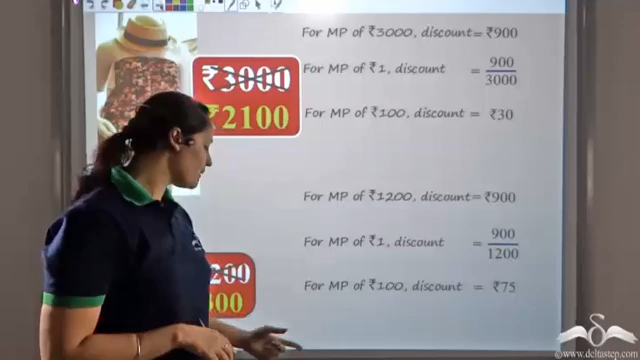 For MP of ₹3000, discount = ₹900
₹3000
For MP of ₹1, discount = 900/3000
₹2100
For MP of ₹100, discount = ₹30
For MP of ₹1200, discount = ₹900
For MP of ₹1, discount = 900/1200
For MP of ₹100, discount = ₹75
©www.deltastep.com